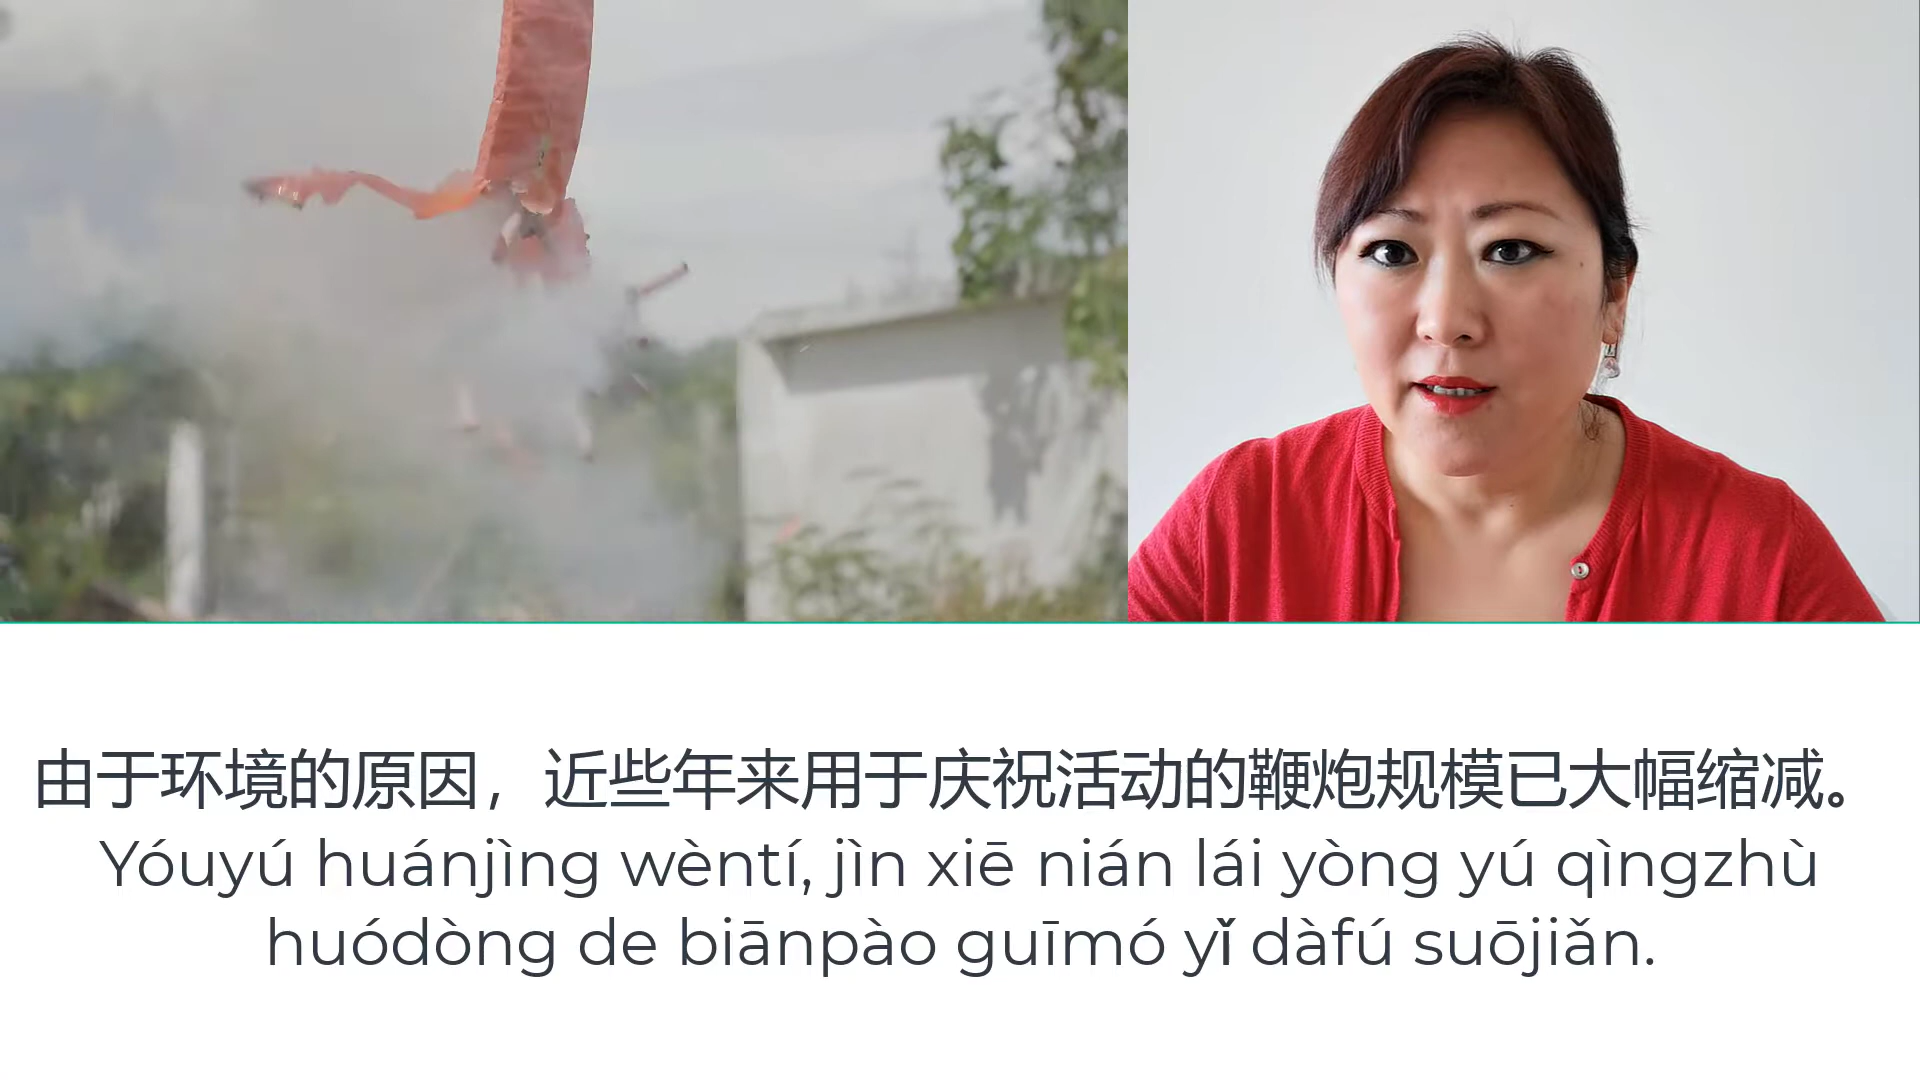 由于环境的原因，近些年来用于庆祝活动的鞭炮规模已大幅缩减。
Yóuyú huánjìng wèntí, jìn xiē nián lái yòng yú qìngzhù
huódòng de biānpào guīmó yǐ dàfú suōjiǎn.